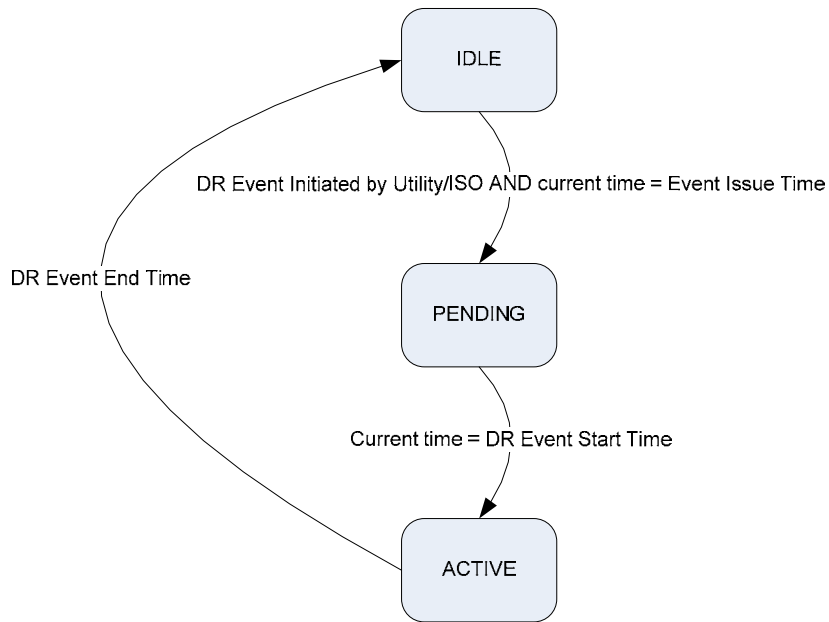 IDLE
DR Event Initiated by Utility/ISO AND current time = Event Issue Time
DR Event End Time
PENDING
Current time = DR Event Start Time
ACTIVE